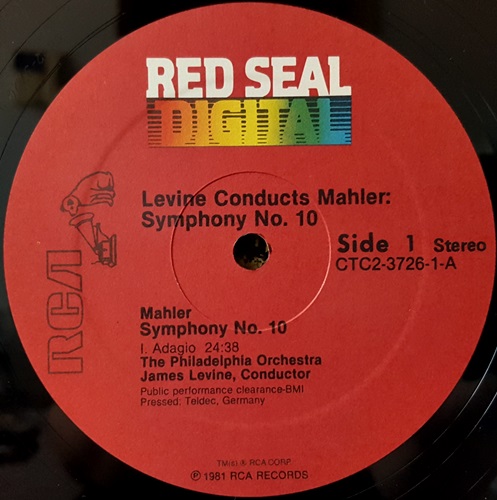 RED SEAL
DIGITAL
Levine Conducts Mahler:
Symphony No. 10
Side 1 Stereo
CTC2-3726-1-A
RCA
Mahler
Symphony No. 10
I. Adagio 24:38
The Philadelphia Orchestra
James Levine, Conductor
Public performance clearance-BMI
Pressed: Teldec, Germany
TM(s) ® RCA CORP
℗ 1981 RCA RECORDS